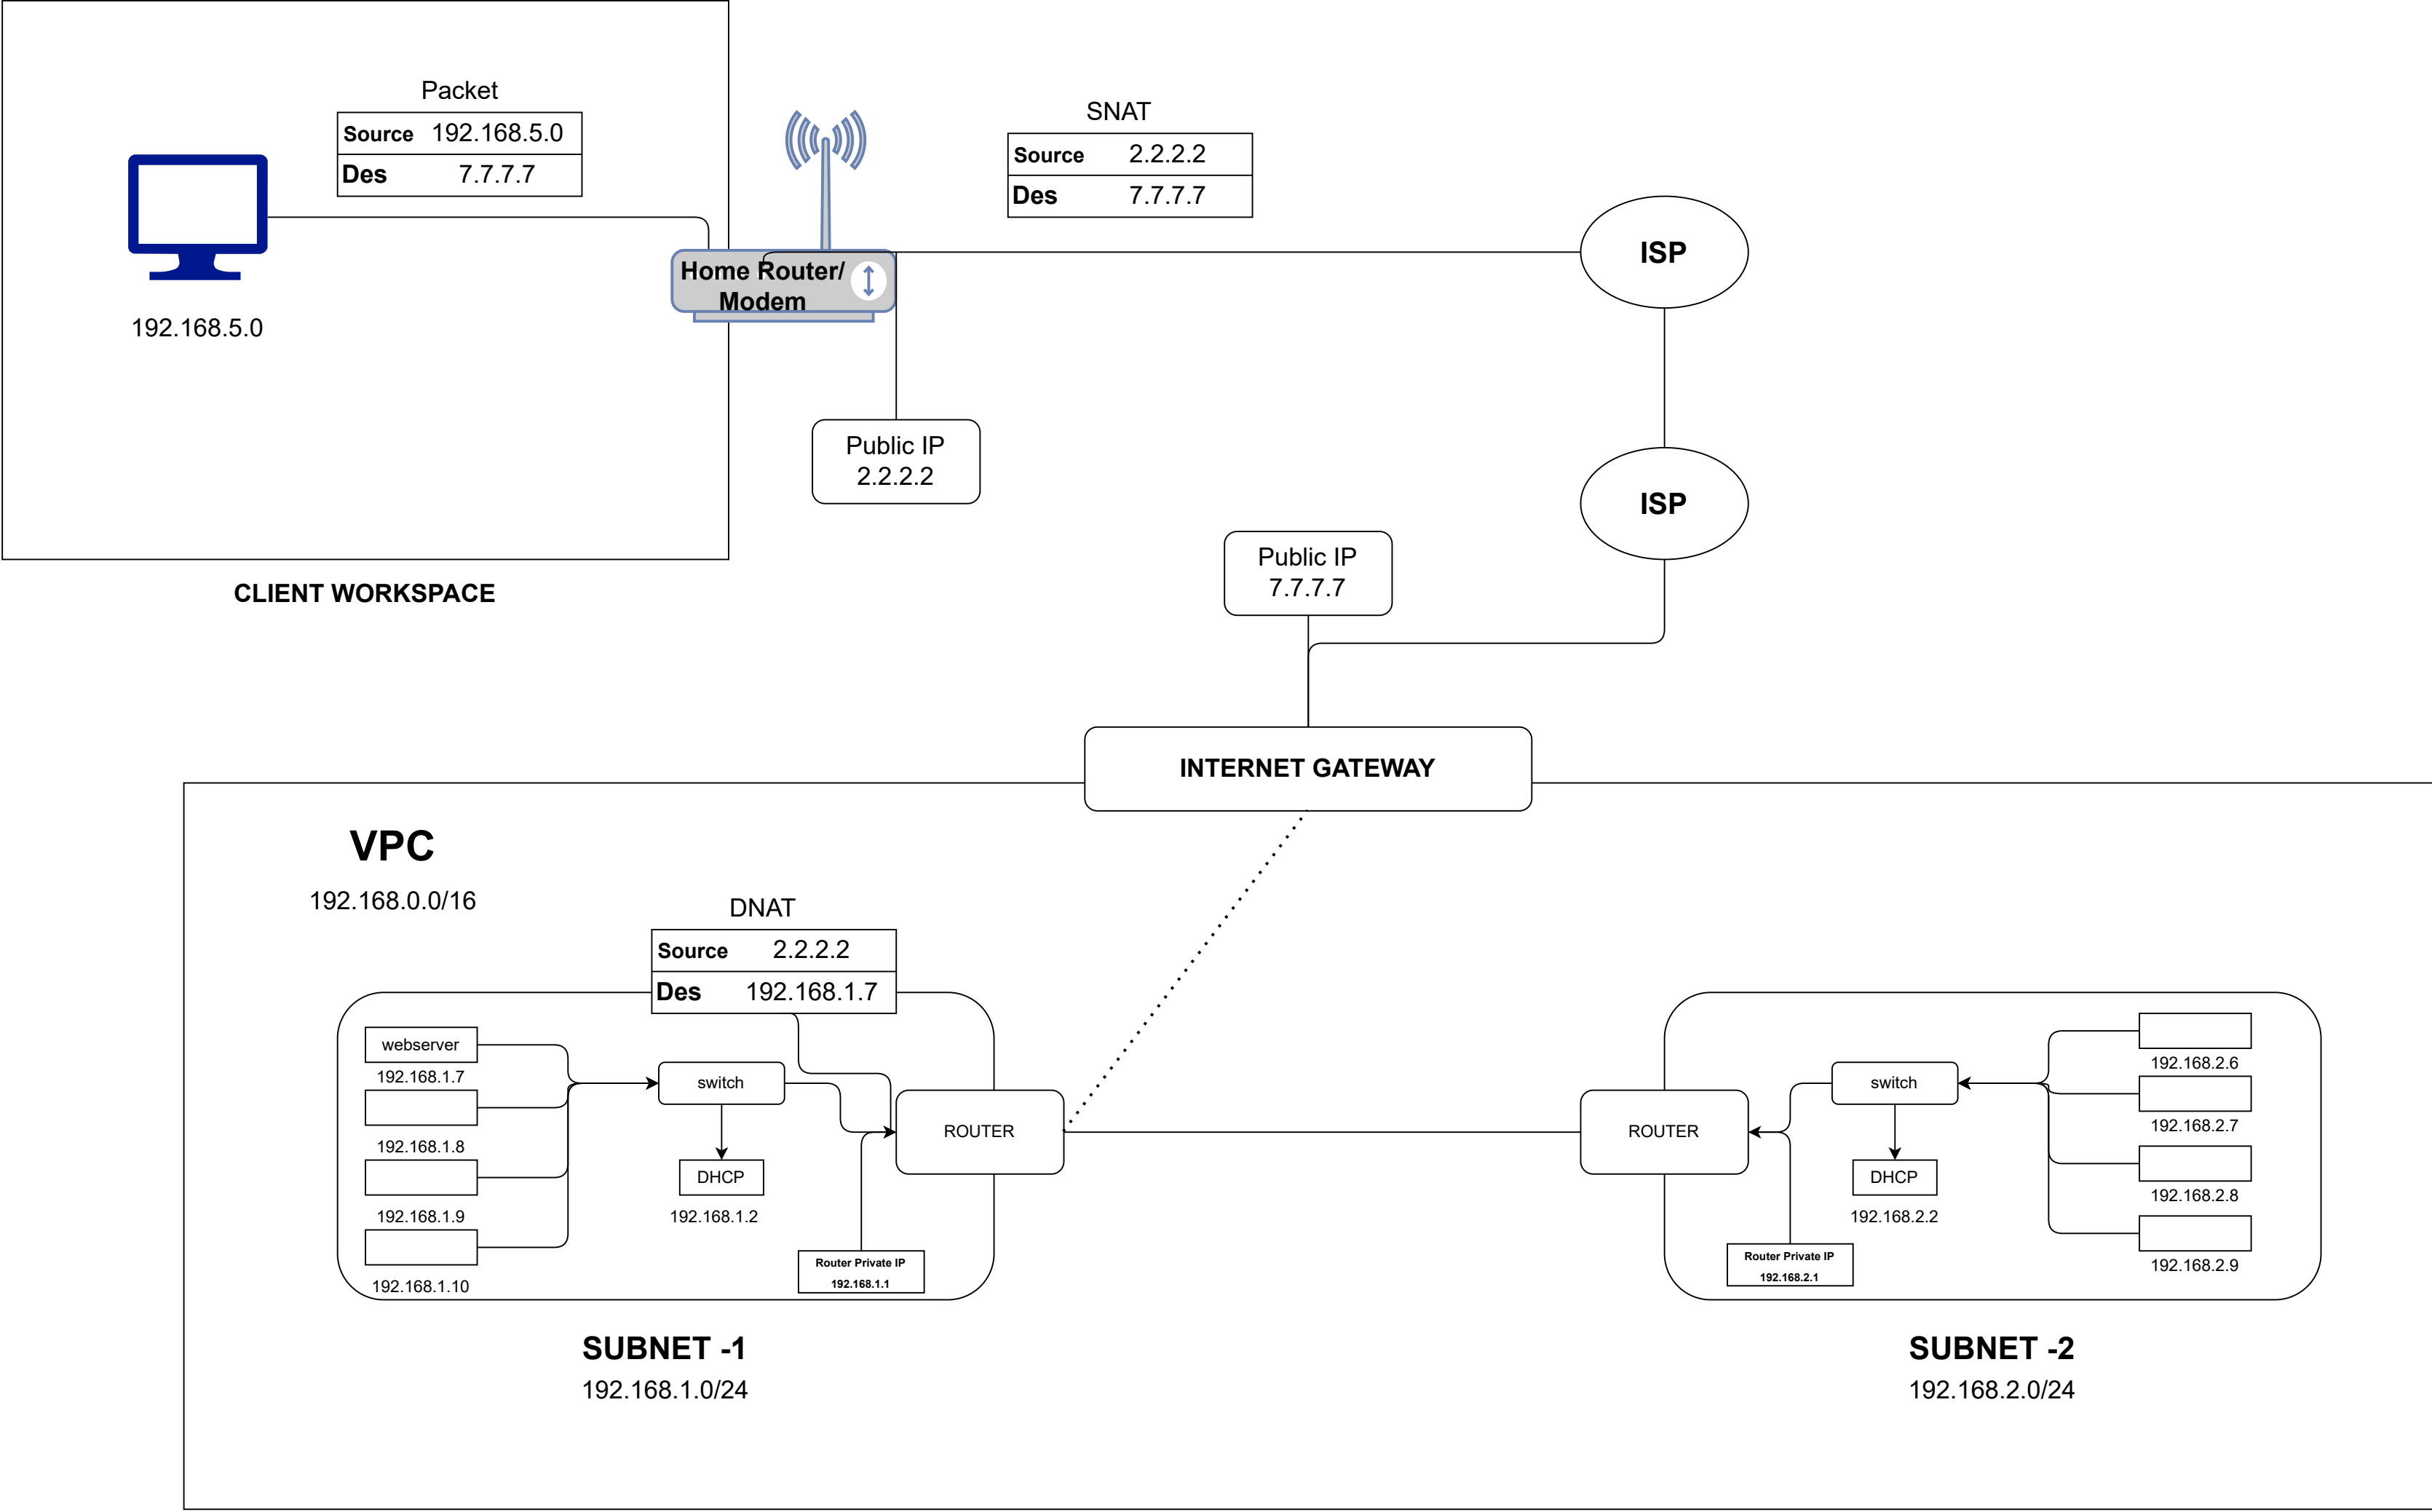 Packet
Source 192.168.5.0
Des 7.7.7.7
192.168.5.0
Home Router/
Modem
SNAT
Source 2.2.2.2
Des 7.7.7.7
ISP
Public IP
2.2.2.2
ISP
Public IP
7.7.7.7
CLIENT WORKSPACE
INTERNET GATEWAY
VPC
192.168.0.0/16
DNAT
Source 2.2.2.2
Des 192.168.1.7
webserver
192.168.1.7
192.168.1.8
192.168.1.9
192.168.1.10
switch
DHCP
192.168.1.2
Router Private IP
192.168.1.1
ROUTER
SUBNET -1
192.168.1.0/24
ROUTER
switch
DHCP
192.168.2.2
Router Private IP
192.168.2.1
192.168.2.6
192.168.2.7
192.168.2.8
192.168.2.9
SUBNET -2
192.168.2.0/24